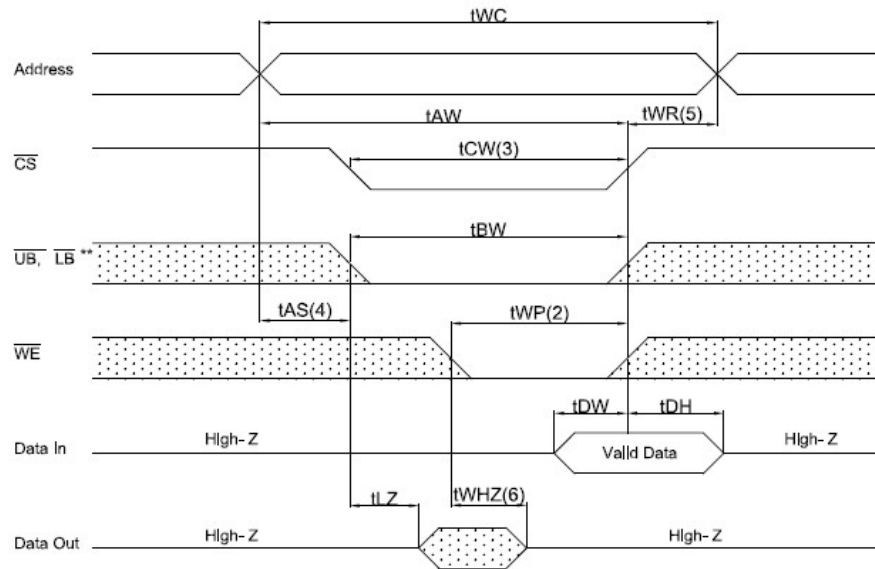 tWC
Address
tAW
tWR(5)
tCW(3)
CS
tBW
UB, LB **
tAS(4)
tWP(2)
WE
tDW
tDH
High-Z
Data In
Valid Data
High-Z
tLZ
tWHZ(6)
High-Z
Data Out
High-Z